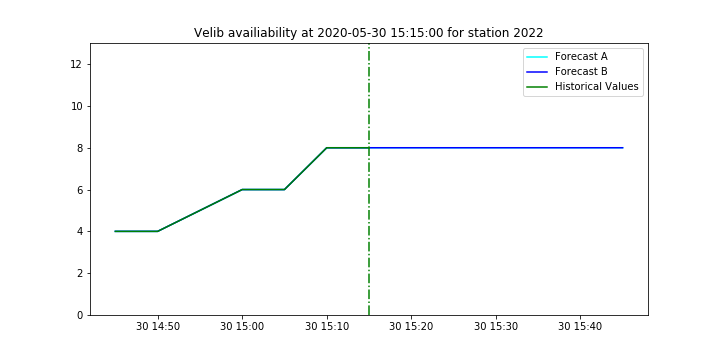 Velib availiability at 2020-05-30 15:15:00 for station 2022
Forecast A
Forecast B
Historical Values
12
10
8
6
4
2
0
30 14:50 30 15:00 30 15:10 30 15:20 30 15:30 30 15:40